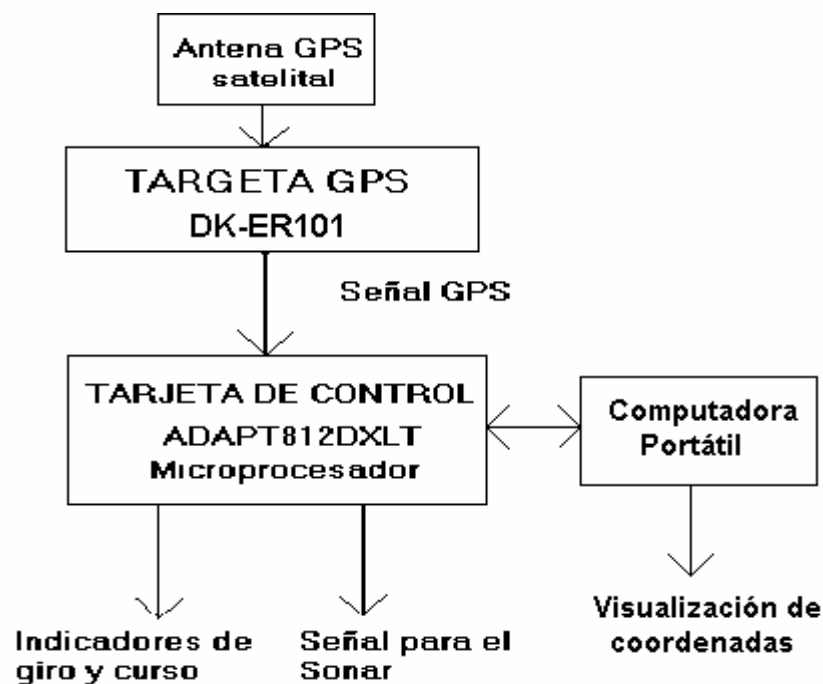 Antena GPS
satelital
TARGETA GPS
DK-ER101
Señal GPS
TARJETA DE CONTROL
ADAPT812DXLT
Microprocesador
Computadora
Portátil
Indicadores de
giro y curso
Señal para el
Sonar
Visualización de
coordenadas